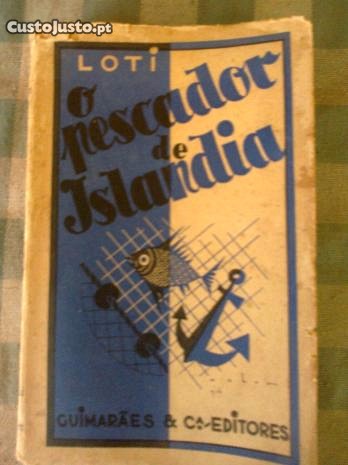 CustoJusto.pt
LOTI
O
pescador
de
Islandia
GUIMARÃES & Cª-EDITORES